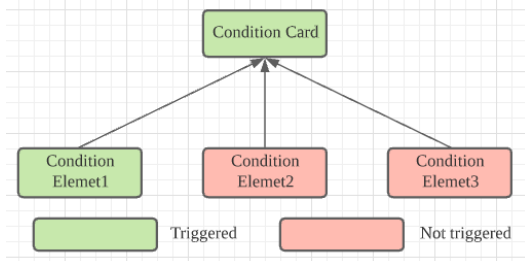 Condition Card
Condition
Elemet1
Condition
Elemet2
Condition
Elemet3
Triggered
Not triggered